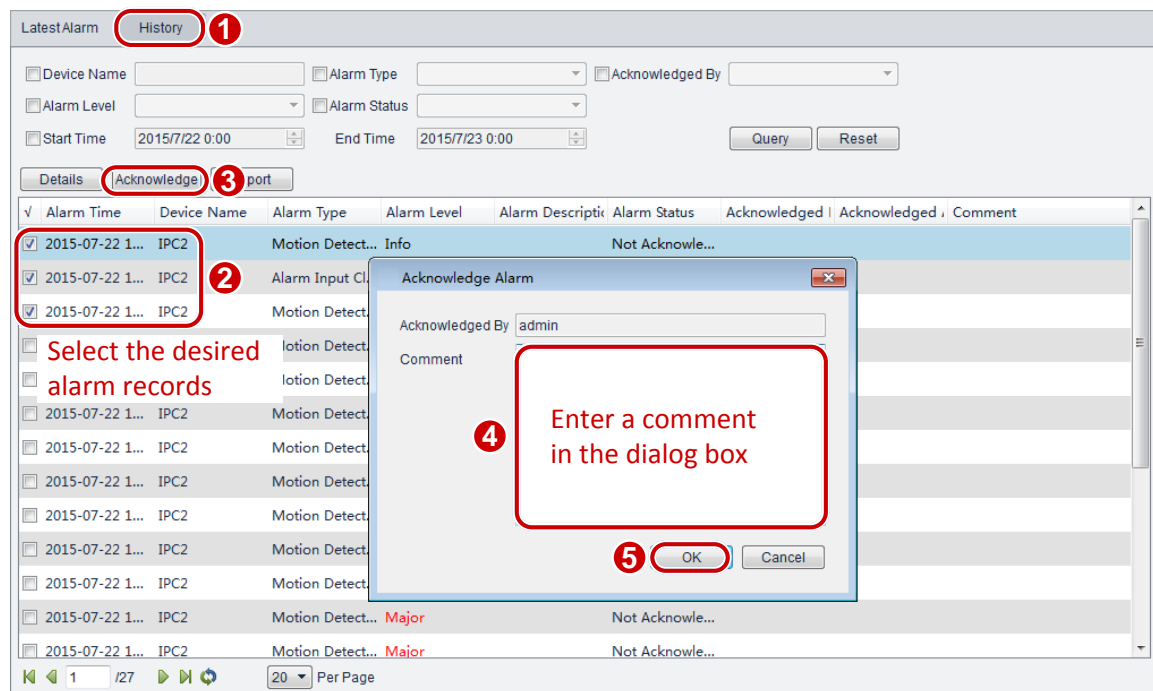 Latest Alarm History 1
Device Name Alarm Type Acknowledged By
Alarm Level Alarm Status
Start Time 2015/7/22 0:00 End Time 2015/7/23 0:00 Query Reset
Details Acknowledge 3 port
√ Alarm Time Device Name Alarm Type Alarm Level Alarm Descriptic Alarm Status Acknowledged Acknowledged Comment
2015-07-22 1... IPC2 Motion Detect... Info Not Acknowle...
2015-07-22 1... IPC2 2 Alarm Input Cl
2015-07-22 1... IPC2 Motion Detect.
Acknowledge Alarm
Acknowledged By admin
Comment
Select the desired
alarm records
Motion Detect.
Motion Detect.
2015-07-22 1... IPC2 Motion Detect.
2015-07-22 1... IPC2 Motion Detect.
2015-07-22 1... IPC2 Motion Detect.
2015-07-22 1... IPC2 Motion Detect.
2015-07-22 1... IPC2 Motion Detect.
2015-07-22 1... IPC2 Motion Detect.
4 Enter a comment
in the dialog box
5 OK Cancel
2015-07-22 1... IPC2 Motion Detect... Major Not Acknowle...
2015-07-22 1... IPC2 Motion Detect... Major Not Acknowle...
1 /27 20 Per Page